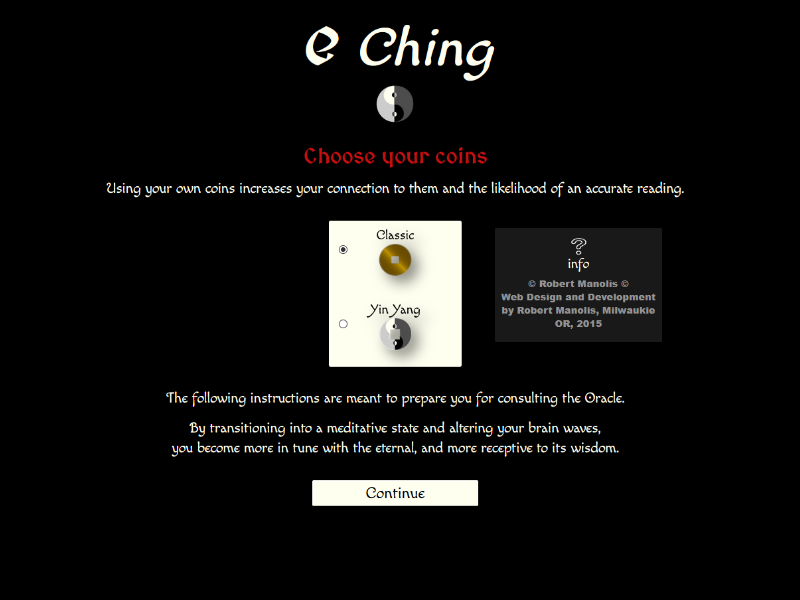 e Ching
Choose your coins
Using your own coins increases your connection to them and the likelihood of an accurate reading.
Classic
Yin Yang
?
info
© Robert Manolis ©
Web Design and Development
by Robert Manolis, Milwaukie
OR, 2015
The following instructions are meant to prepare you for consulting the Oracle.
By transitioning into a meditative state and altering your brain waves,
you become more in tune with the eternal, and more receptive to its wisdom.
Continue